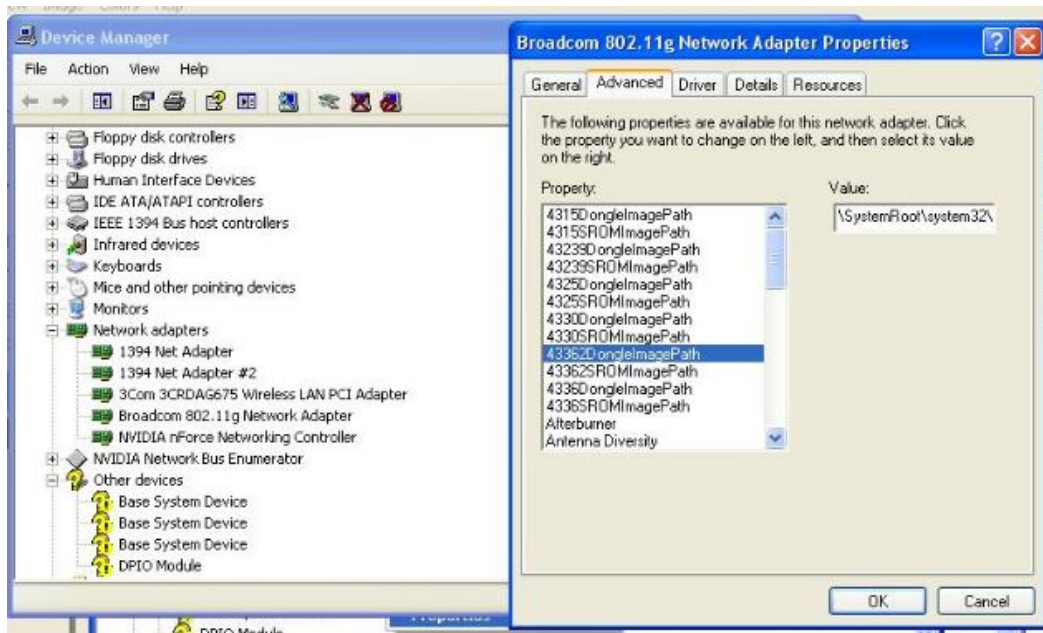 Device Manager
File Action View Help
Floppy disk controllers
Floppy disk drives
Human Interface Devices
IDE ATA/ATAPI controllers
IEEE 1394 Bus host controllers
Infrared devices
Keyboards
Mice and other pointing devices
Monitors
Network adapters
1394 Net Adapter
1394 Net Adapter #2
3Com 3CRDAG675 Wireless LAN PCI Adapter
Broadcom 802.11g Network Adapter
NVIDIA nForce Networking Controller
NVIDIA Network Bus Enumerator
Other devices
Base System Device
Base System Device
Base System Device
DPIO Module
Broadcom 802.11g Network Adapter Properties
General Advanced Driver Details Resources
The following properties are available for this network adapter. Click
the property you want to change on the left, and then select its value
on the right.
Property:
4315DongleImagePath
4315SROMImagePath
43239DongleImagePath
43239SROMImagePath
4325DongleImagePath
4325SROMImagePath
4330DongleImagePath
4330SROMImagePath
43362DongleImagePath
43362SROMImagePath
4336DongleImagePath
4336SROMImagePath
Afterburner
Antenna Diversity
Value:
\SystemRoot\system32\
OK Cancel